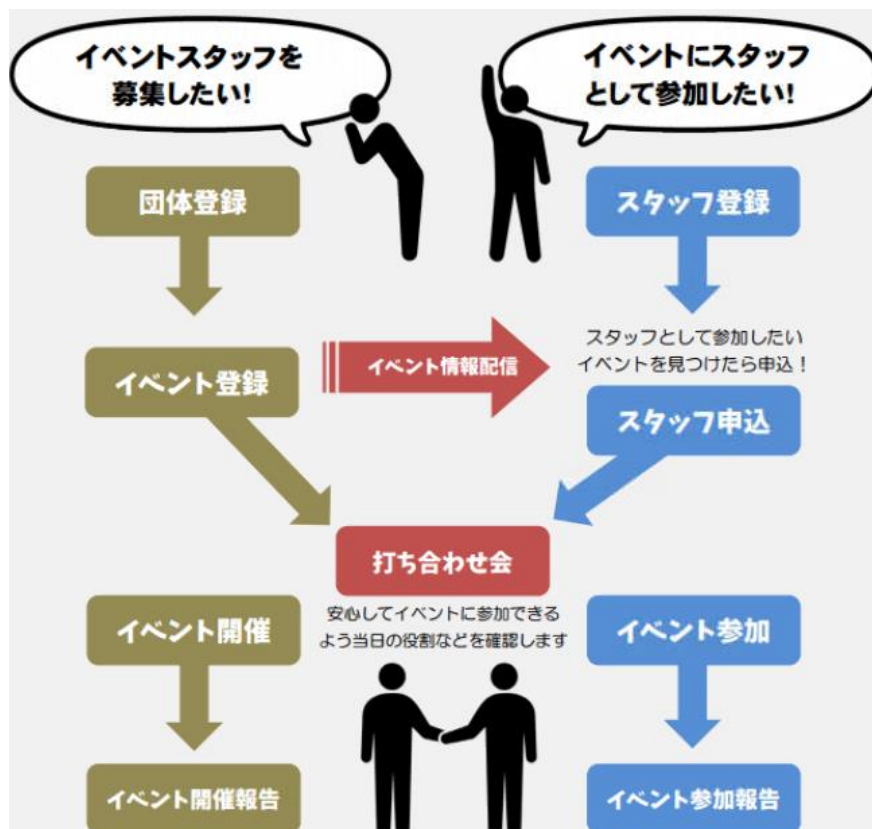 イベントスタッフを
募集したい!
イベントにスタッフ
として参加したい!
団体登録
スタッフ登録
イベント登録
イベント情報配信
スタッフとして参加したい
イベントを見つけたら申込！
スタッフ申込
打ち合わせ会
安心してイベントに参加できる
よう当日の役割などを確認します
イベント開催
イベント参加
イベント開催報告
イベント参加報告